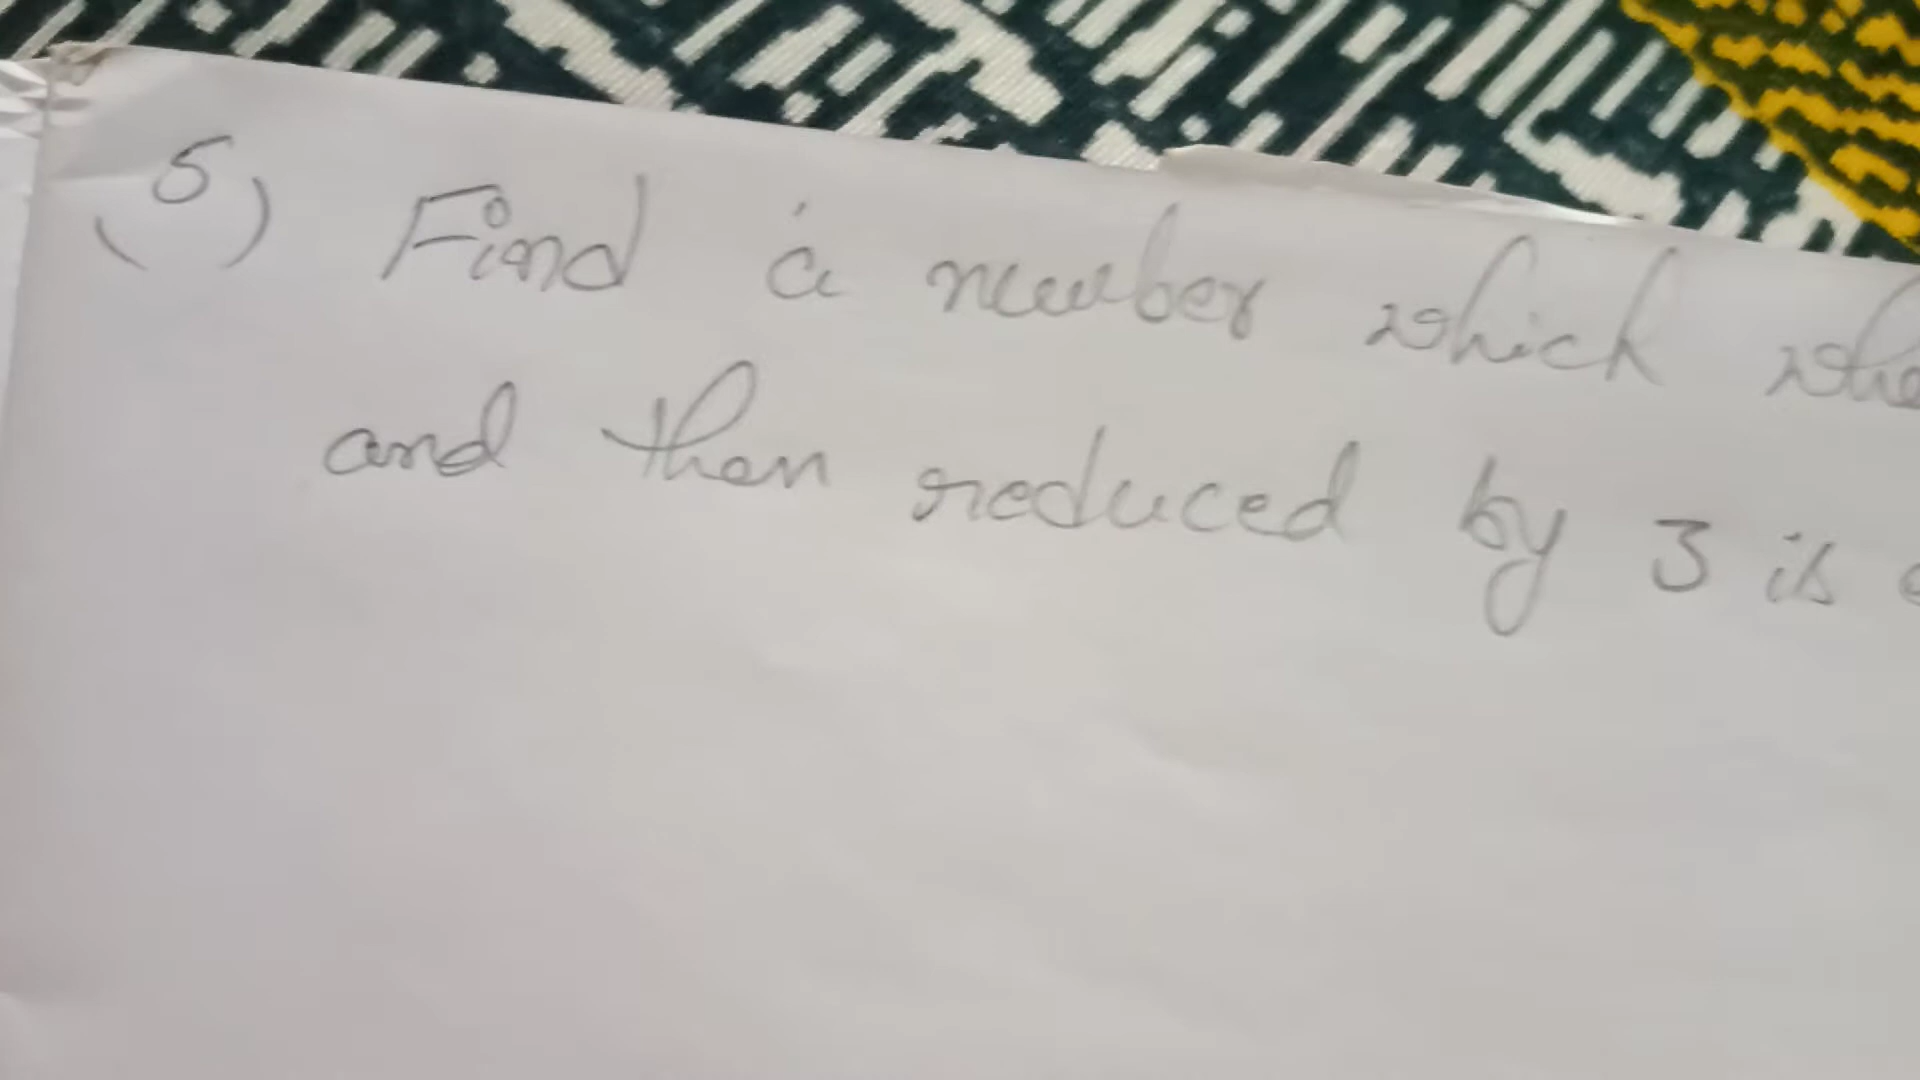 (5) Find a number which
and then reduced by 3 is